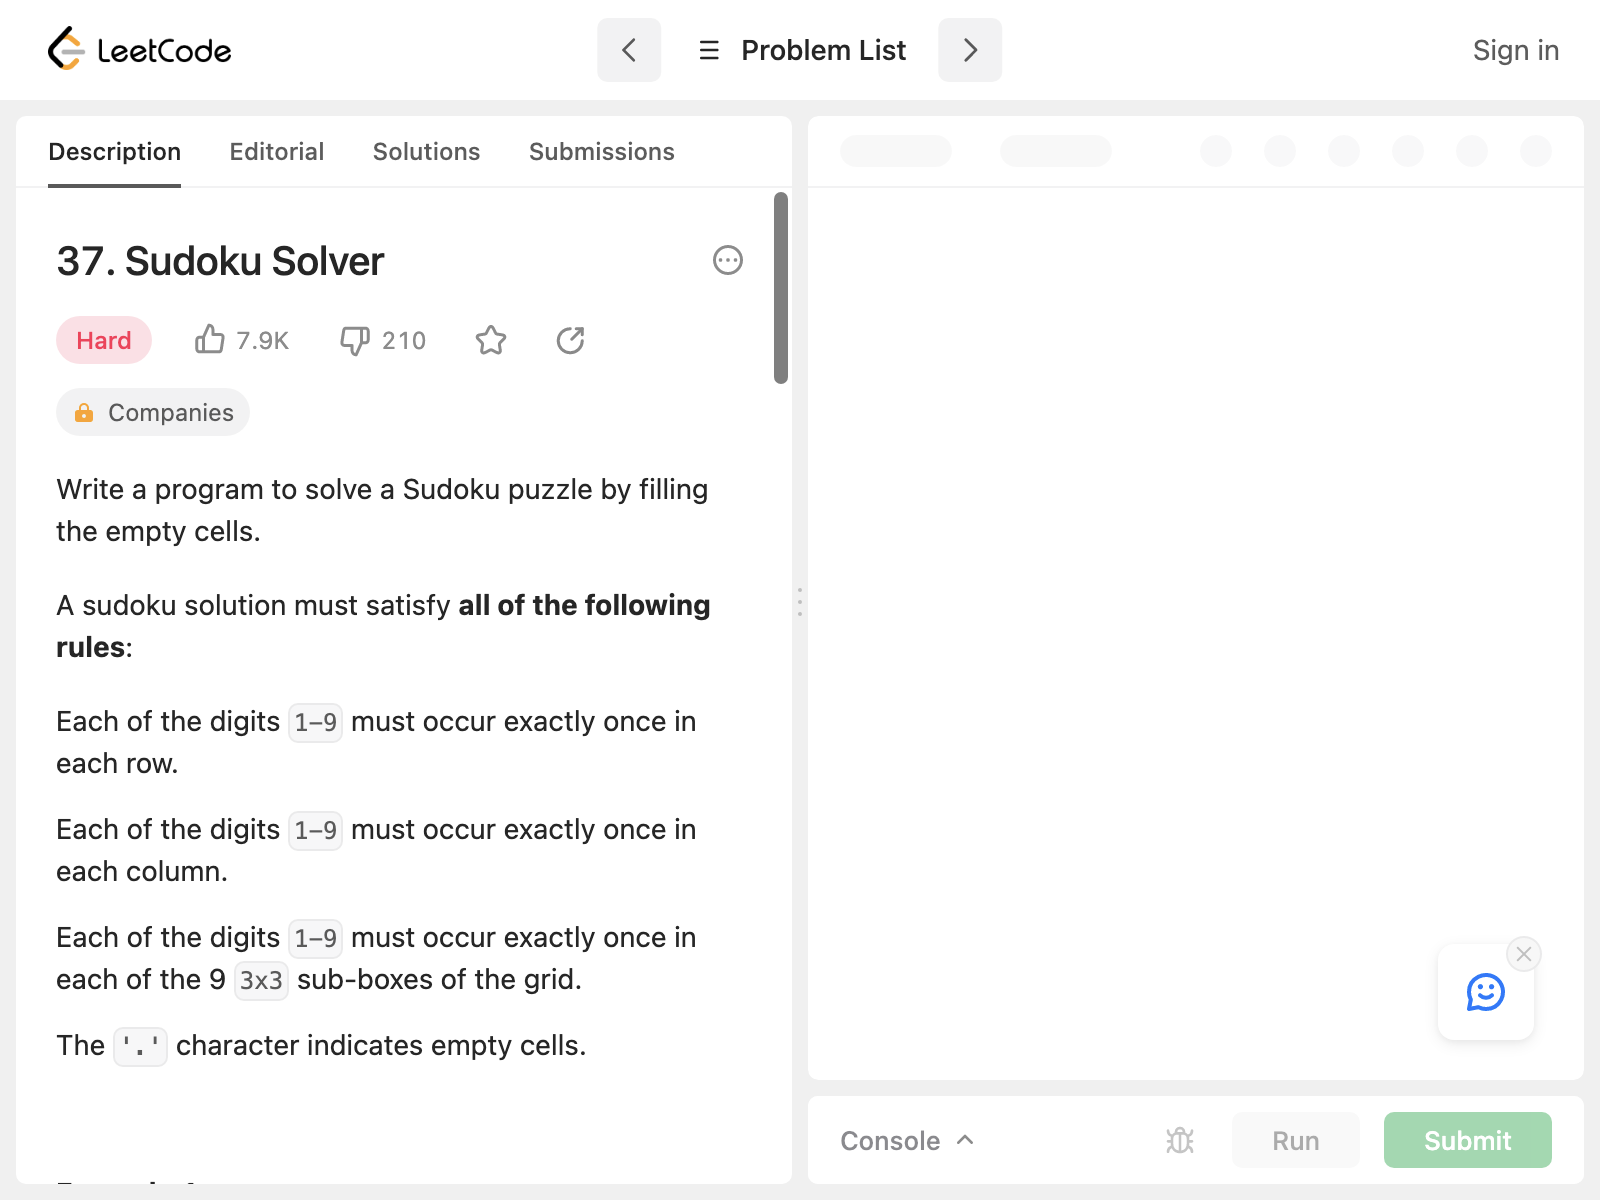 LeetCode
Problem List
Sign in
Description Editorial Solutions Submissions
37. Sudoku Solver
Hard 7.9K 210
Companies
Write a program to solve a Sudoku puzzle by filling
the empty cells.
A sudoku solution must satisfy all of the following
rules:
Each of the digits 1-9 must occur exactly once in
each row.
Each of the digits 1-9 must occur exactly once in
each column.
Each of the digits 1-9 must occur exactly once in
each of the 9 3x3 sub-boxes of the grid.
The '.' character indicates empty cells.
Console
Run
Submit